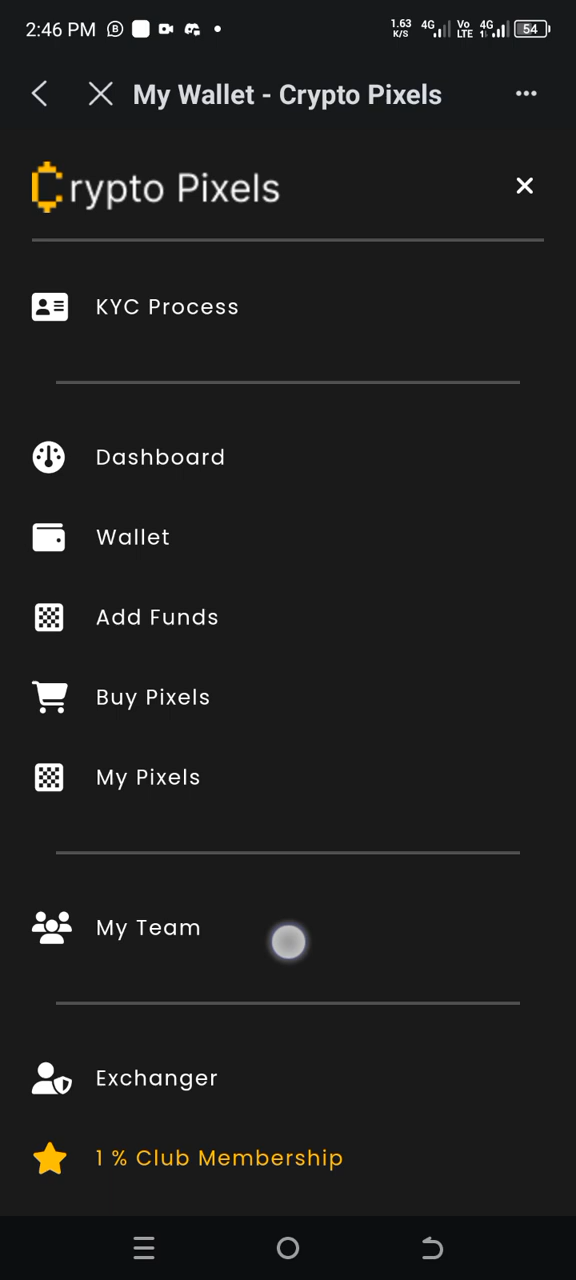 2:46 PM
1.63 K/S 4G Vo LTE 4G 54
My Wallet - Crypto Pixels
Crypto Pixels
KYC Process
Dashboard
Wallet
Add Funds
Buy Pixels
My Pixels
My Team
Exchanger
1 % Club Membership